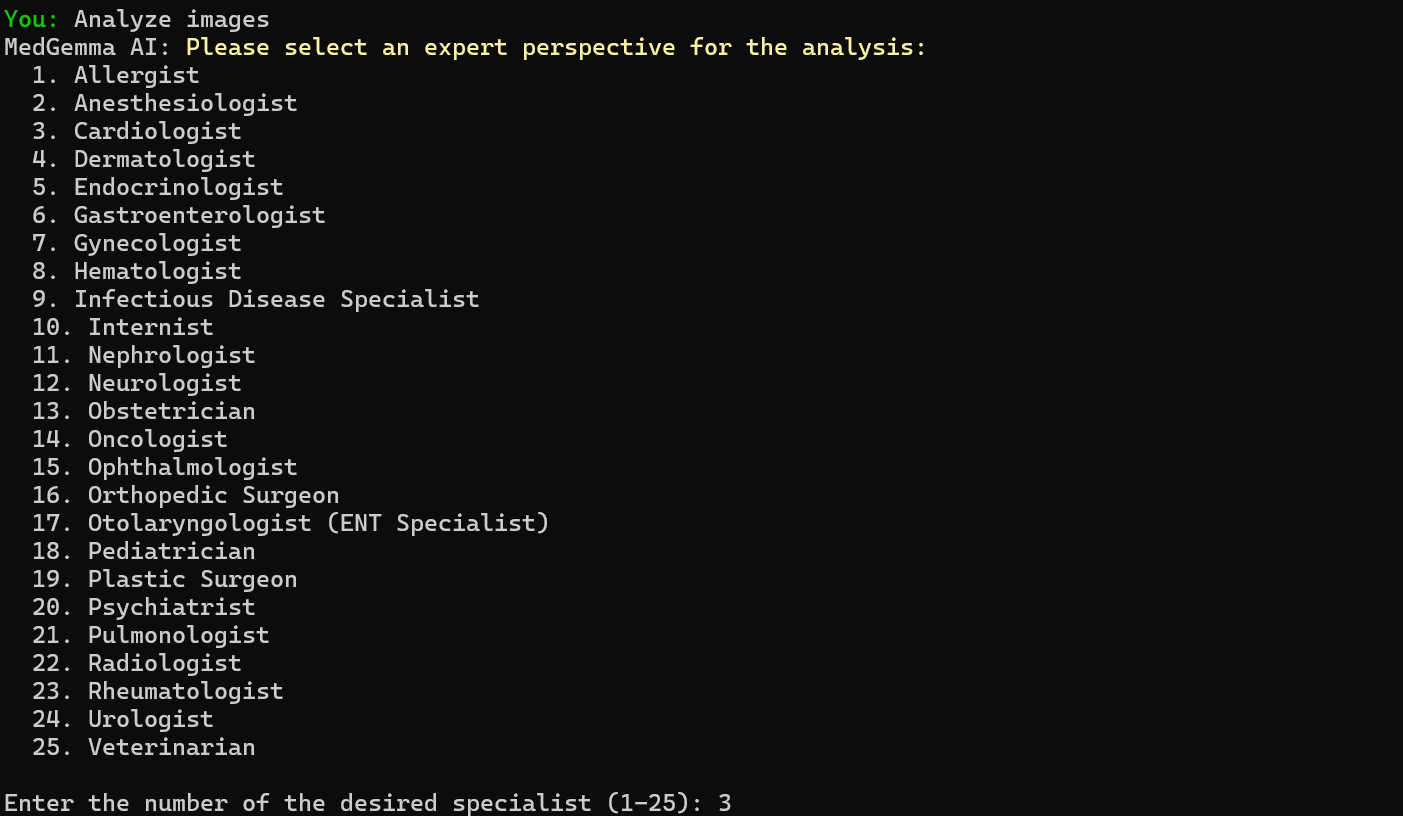 You: Analyze images
MedGemma AI: Please select an expert perspective for the analysis:
1. Allergist
2. Anesthesiologist
3. Cardiologist
4. Dermatologist
5. Endocrinologist
6. Gastroenterologist
7. Gynecologist
8. Hematologist
9. Infectious Disease Specialist
10. Internist
11. Nephrologist
12. Neurologist
13. Obstetrician
14. Oncologist
15. Ophthalmologist
16. Orthopedic Surgeon
17. Otolaryngologist (ENT Specialist)
18. Pediatrician
19. Plastic Surgeon
20. Psychiatrist
21. Pulmonologist
22. Radiologist
23. Rheumatologist
24. Urologist
25. Veterinarian
Enter the number of the desired specialist (1-25): 3